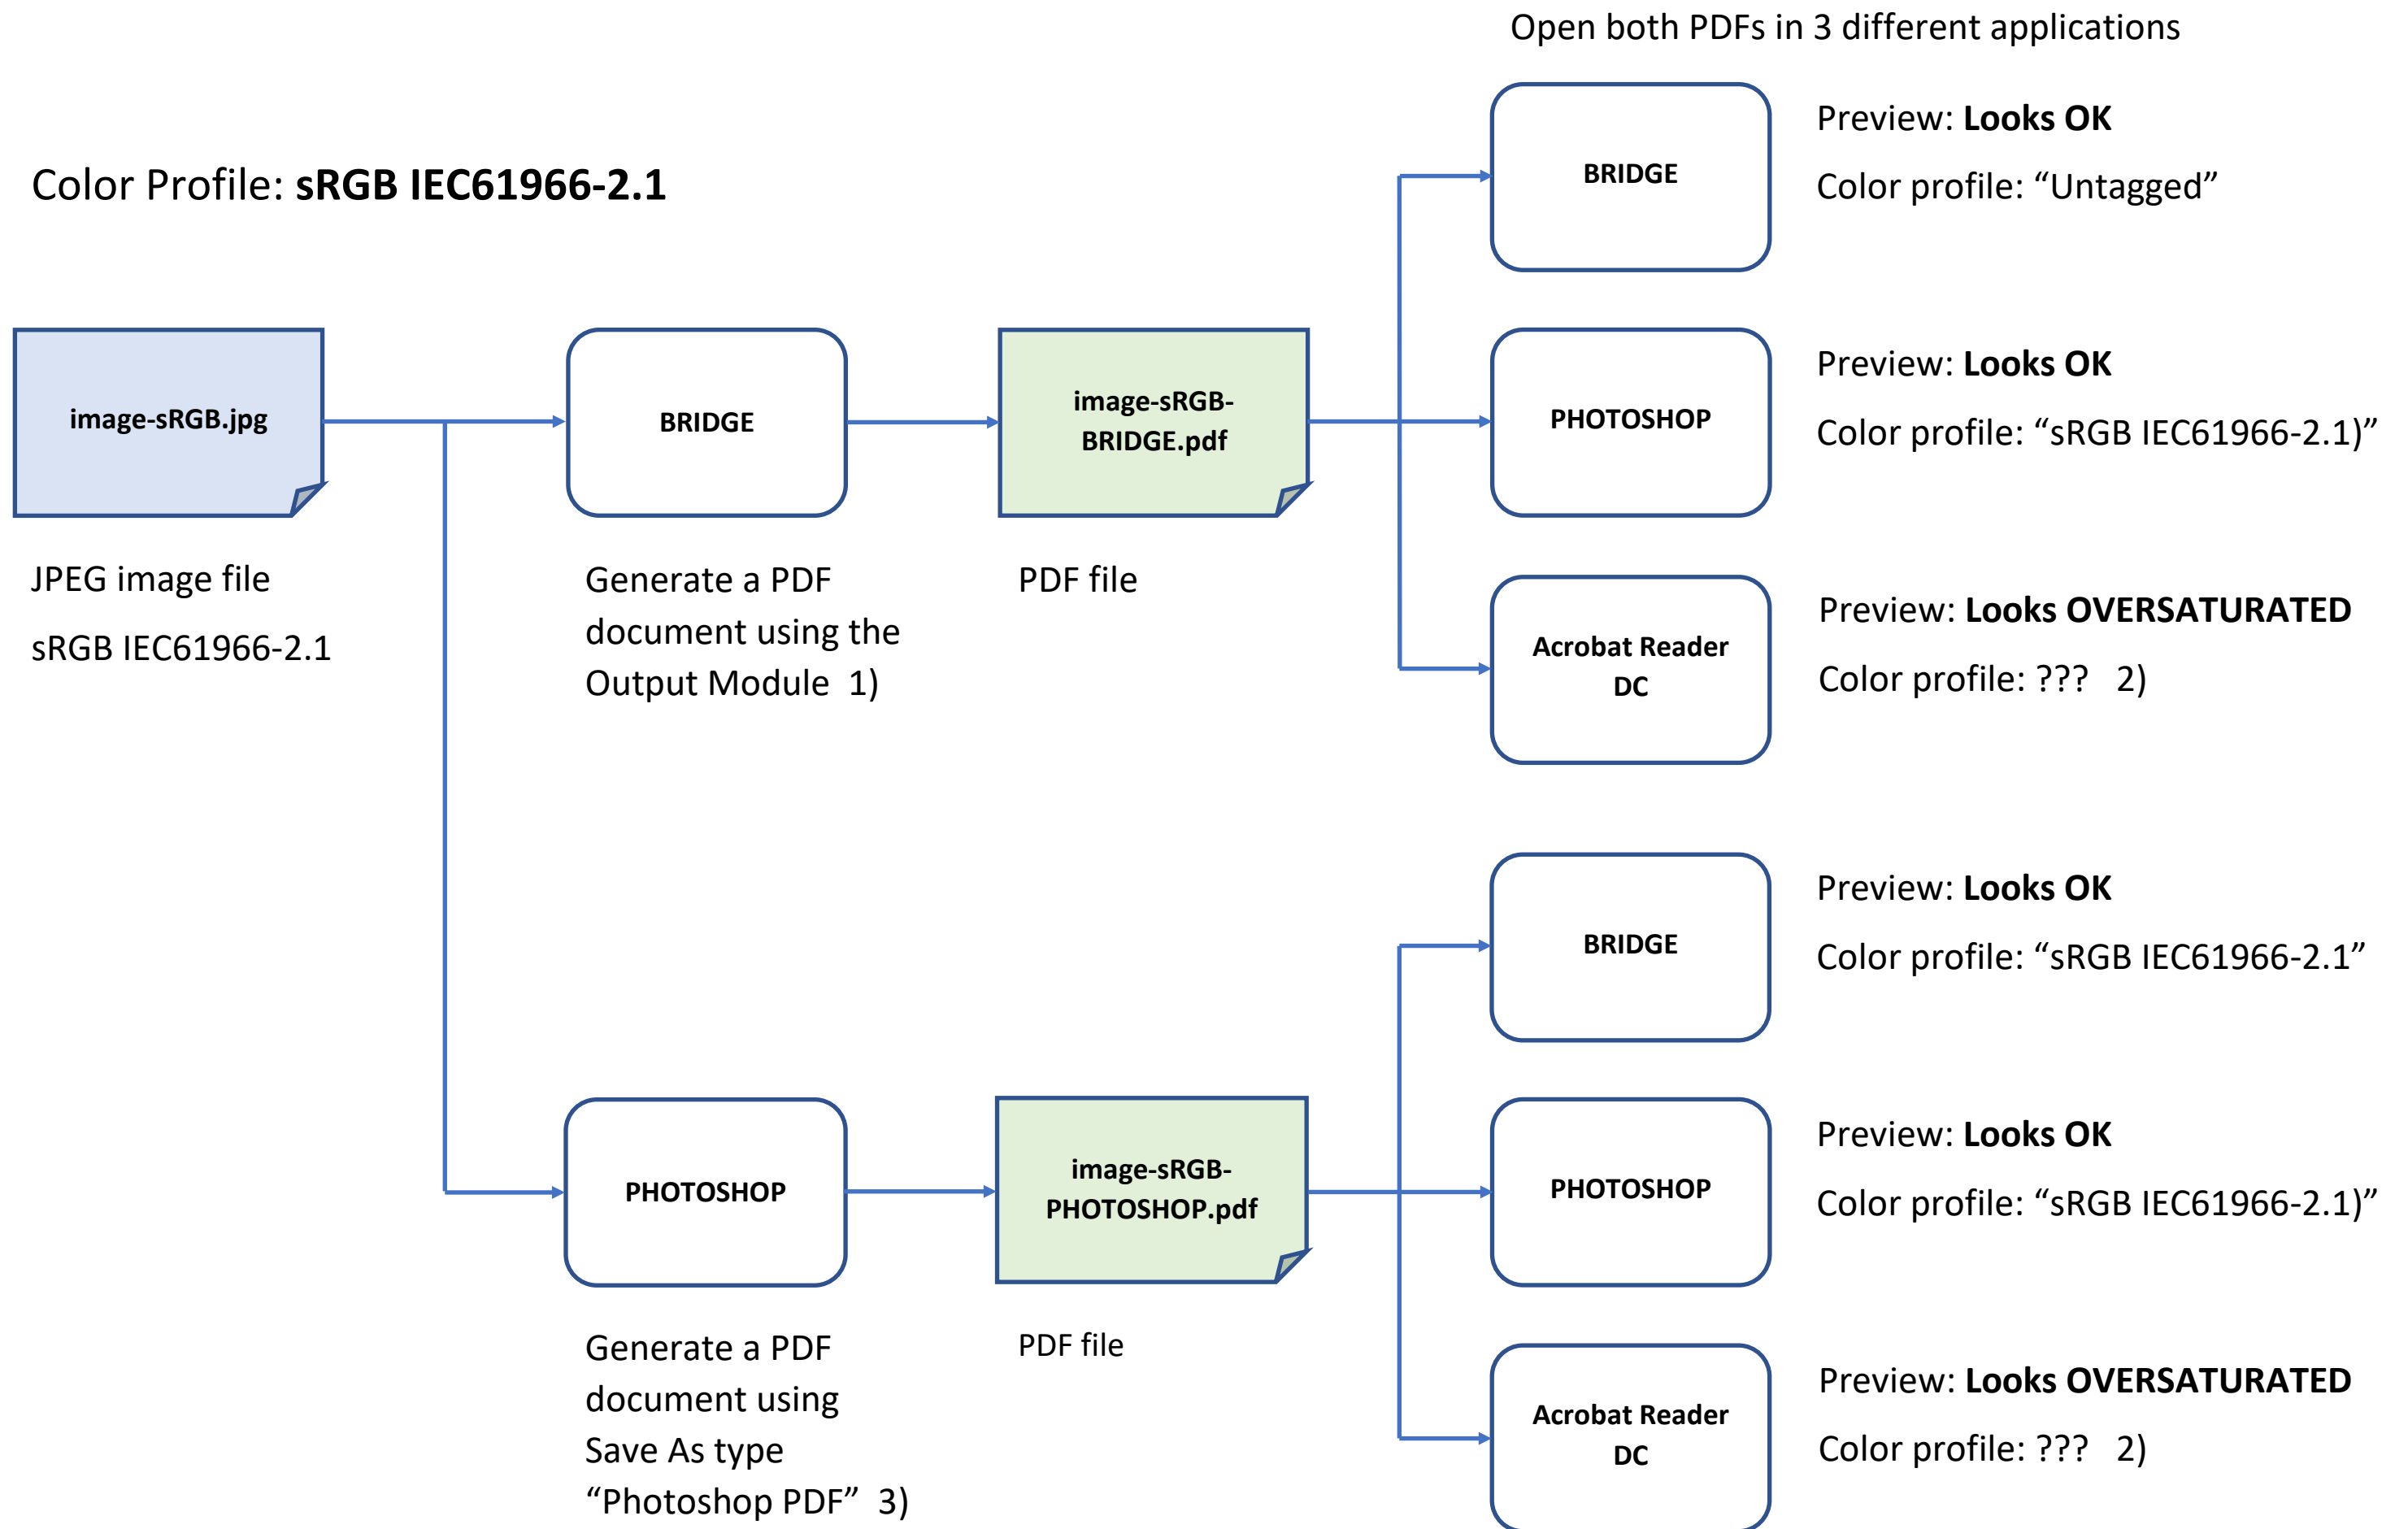 Open both PDFs in 3 different applications
Color Profile: sRGB IEC61966-2.1
image-sRGB.jpg
JPEG image file
sRGB IEC61966-2.1
BRIDGE
Generate a PDF
document using the
Output Module 1)
image-sRGB-
BRIDGE.pdf
PDF file
BRIDGE
Preview: Looks OK
Color profile: “Untagged”
PHOTOSHOP
Preview: Looks OK
Color profile: “sRGB IEC61966-2.1)”
Acrobat Reader
DC
Preview: Looks OVERSATURATED
Color profile: ??? 2)
PHOTOSHOP
Generate a PDF
document using
Save As type
“Photoshop PDF” 3)
image-sRGB-
PHOTOSHOP.pdf
PDF file
BRIDGE
Preview: Looks OK
Color profile: “sRGB IEC61966-2.1”
PHOTOSHOP
Preview: Looks OK
Color profile: “sRGB IEC61966-2.1)”
Acrobat Reader
DC
Preview: Looks OVERSATURATED
Color profile: ??? 2)